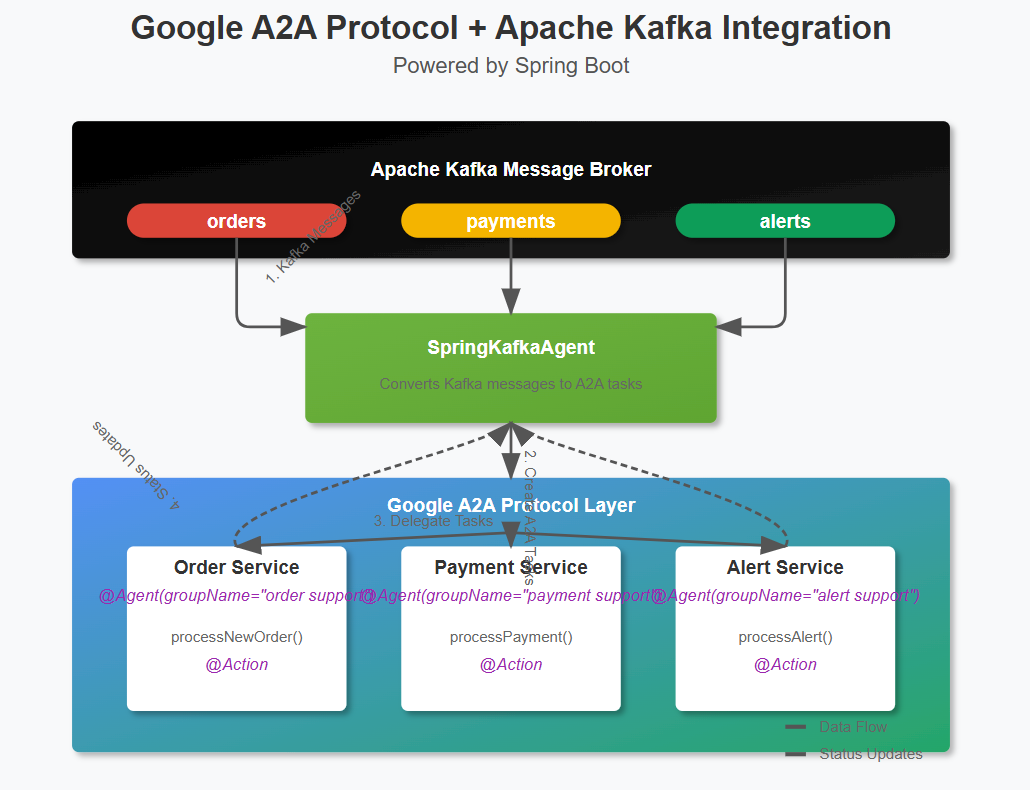 Google A2A Protocol + Apache Kafka Integration
Powered by Spring Boot
Apache Kafka Message Broker
orders
payments
alerts
1. Kafka Messages
SpringKafkaAgent
Converts Kafka messages to A2A tasks
4. Status Updates
2. Create A2A Tasks
Google A2A Protocol Layer
3. Delegate Tasks
Order Service
Payment Service
Alert Service
@Agent(groupName="order support")
@Agent(groupName="payment support")
@Agent(groupName="alert support")
processNewOrder()
processPayment()
processAlert()
@Action
@Action
@Action
Data Flow
Status Updates